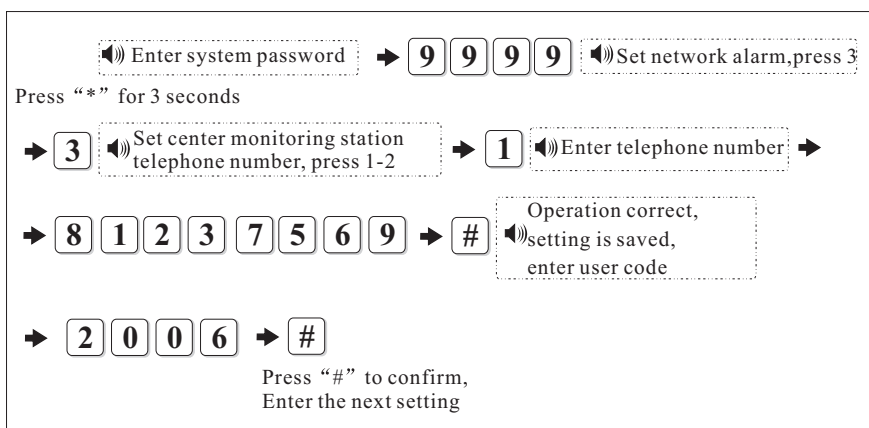 Enter system password 9 9 9 9 Set network alarm,press 3
Press “*” for 3 seconds
3 Set center monitoring station
telephone number, press 1-2
1 Enter telephone number
8 1 2 3 7 5 6 9 #
Operation correct,
setting is saved,
enter user code
2 0 0 6 #
Press “#” to confirm,
Enter the next setting